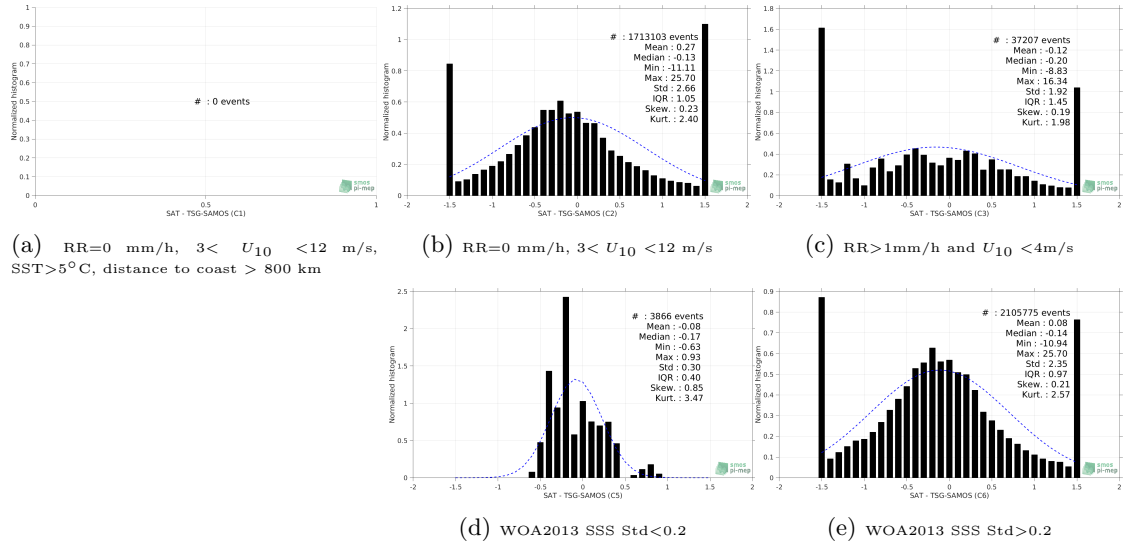 1
0.9
0.8
0.7
0.6
0.5
0.4
0.3
0.2
0.1
0
Normalized histogram
# : 0 events
0
0.5
1
SAT - TSG-SAMOS (C1)
smos
pi-mep
(a) RR=0 mm/h, 3< U10 <12 m/s,
SST>5°C, distance to coast > 800 km
1.2
1
0.8
0.6
0.4
0.2
0
Normalized histogram
# : 1713103 events
Mean : 0.27
Median : -0.13
Min : -11.11
Max : 25.70
Std : 2.66
IQR : 1.05
Skew. : 0.23
Kurt. : 2.40
-2
-1.5
-1
-0.5
0
0.5
1
1.5
2
SAT - TSG-SAMOS (C2)
smos
pi-mep
(b) RR=0 mm/h, 3< U10 <12 m/s
1.8
1.6
1.4
1.2
1
0.8
0.6
0.4
0.2
0
Normalized histogram
# : 37207 events
Mean : -0.12
Median : -0.20
Min : -8.83
Max : 16.34
Std : 1.92
IQR : 1.45
Skew. : 0.19
Kurt. : 1.98
-2
-1.5
-1
-0.5
0
0.5
1
1.5
2
SAT - TSG-SAMOS (C3)
smos
pi-mep
(c) RR>1mm/h and U10 <4m/s
2.5
2
1.5
1
0.5
0
Normalized histogram
# : 3866 events
Mean : -0.08
Median : -0.17
Min : -0.63
Max : 0.93
Std : 0.30
IQR : 0.40
Skew. : 0.85
Kurt. : 3.47
-2
-1.5
-1
-0.5
0
0.5
1
1.5
2
SAT - TSG-SAMOS (C5)
smos
pi-mep
(d) WOA2013 SSS Std<0.2
0.9
0.8
0.7
0.6
0.5
0.4
0.3
0.2
0.1
0
Normalized histogram
# : 2105775 events
Mean : 0.08
Median : -0.14
Min : -10.94
Max : 25.70
Std : 2.35
IQR : 0.97
Skew. : 0.21
Kurt. : 2.57
-2
-1.5
-1
-0.5
0
0.5
1
1.5
2
SAT - TSG-SAMOS (C6)
smos
pi-mep
(e) WOA2013 SSS Std>0.2